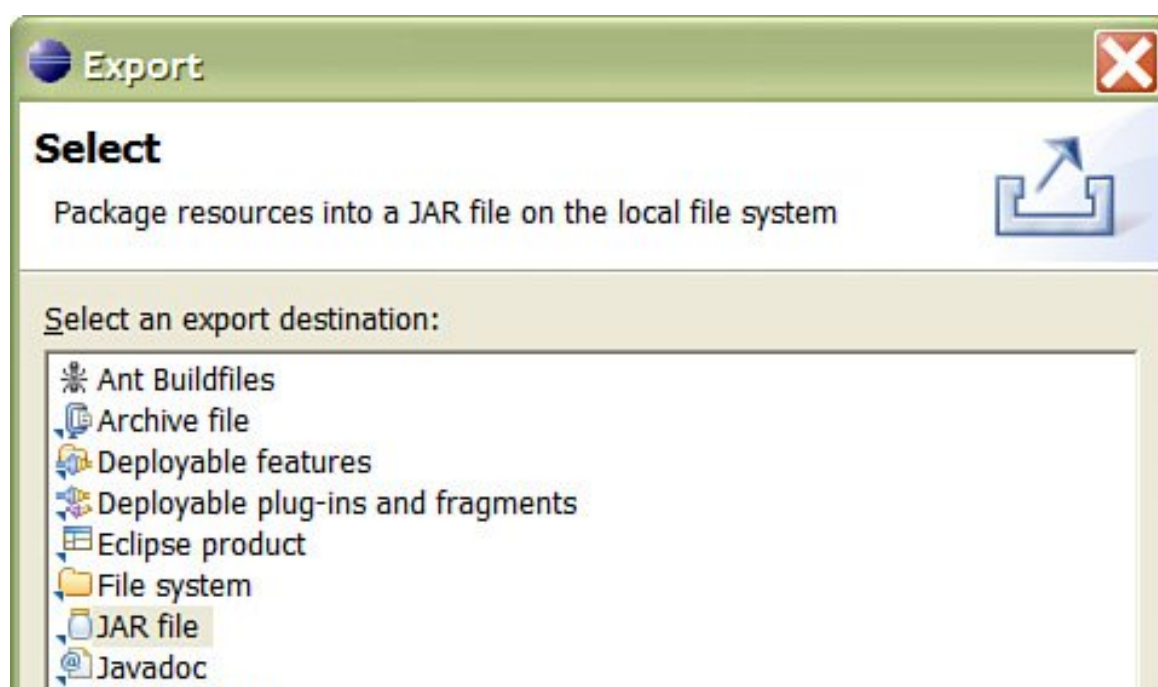 Export
Select
Package resources into a JAR file on the local file system
Select an export destination:
Ant Buildfiles
Archive file
Deployable features
Deployable plug-ins and fragments
Eclipse product
File system
JAR file
Javadoc